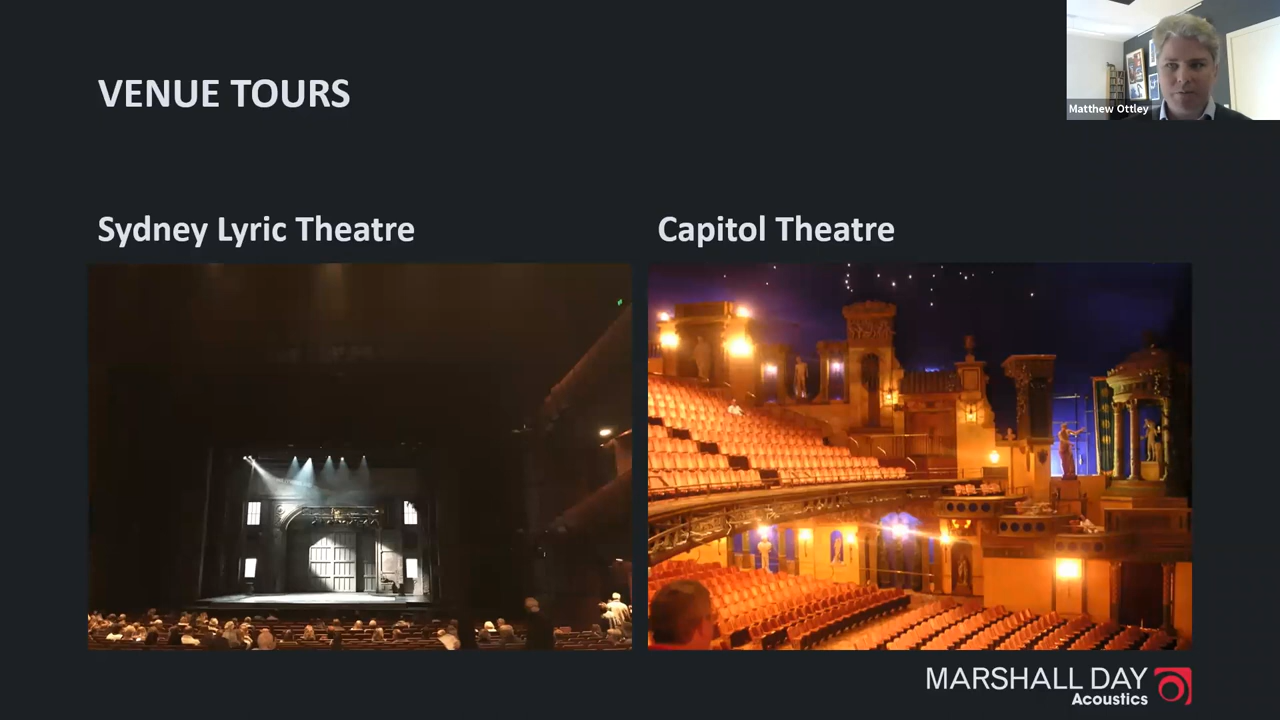 VENUE TOURS
Matthew Ottley
Sydney Lyric Theatre
Capitol Theatre
MARSHALL DAY
Acoustics